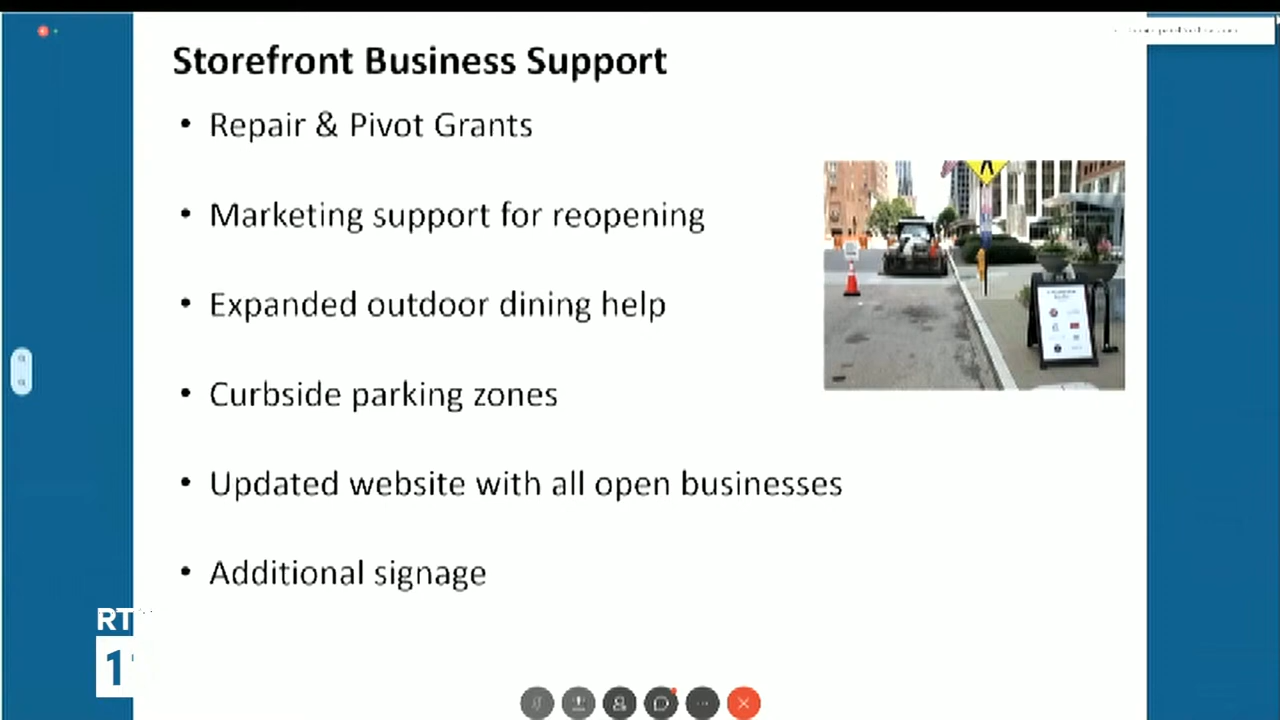 Storefront Business Support
• Repair & Pivot Grants
• Marketing support for reopening
• Expanded outdoor dining help
• Curbside parking zones
• Updated website with all open businesses
• Additional signage
RT